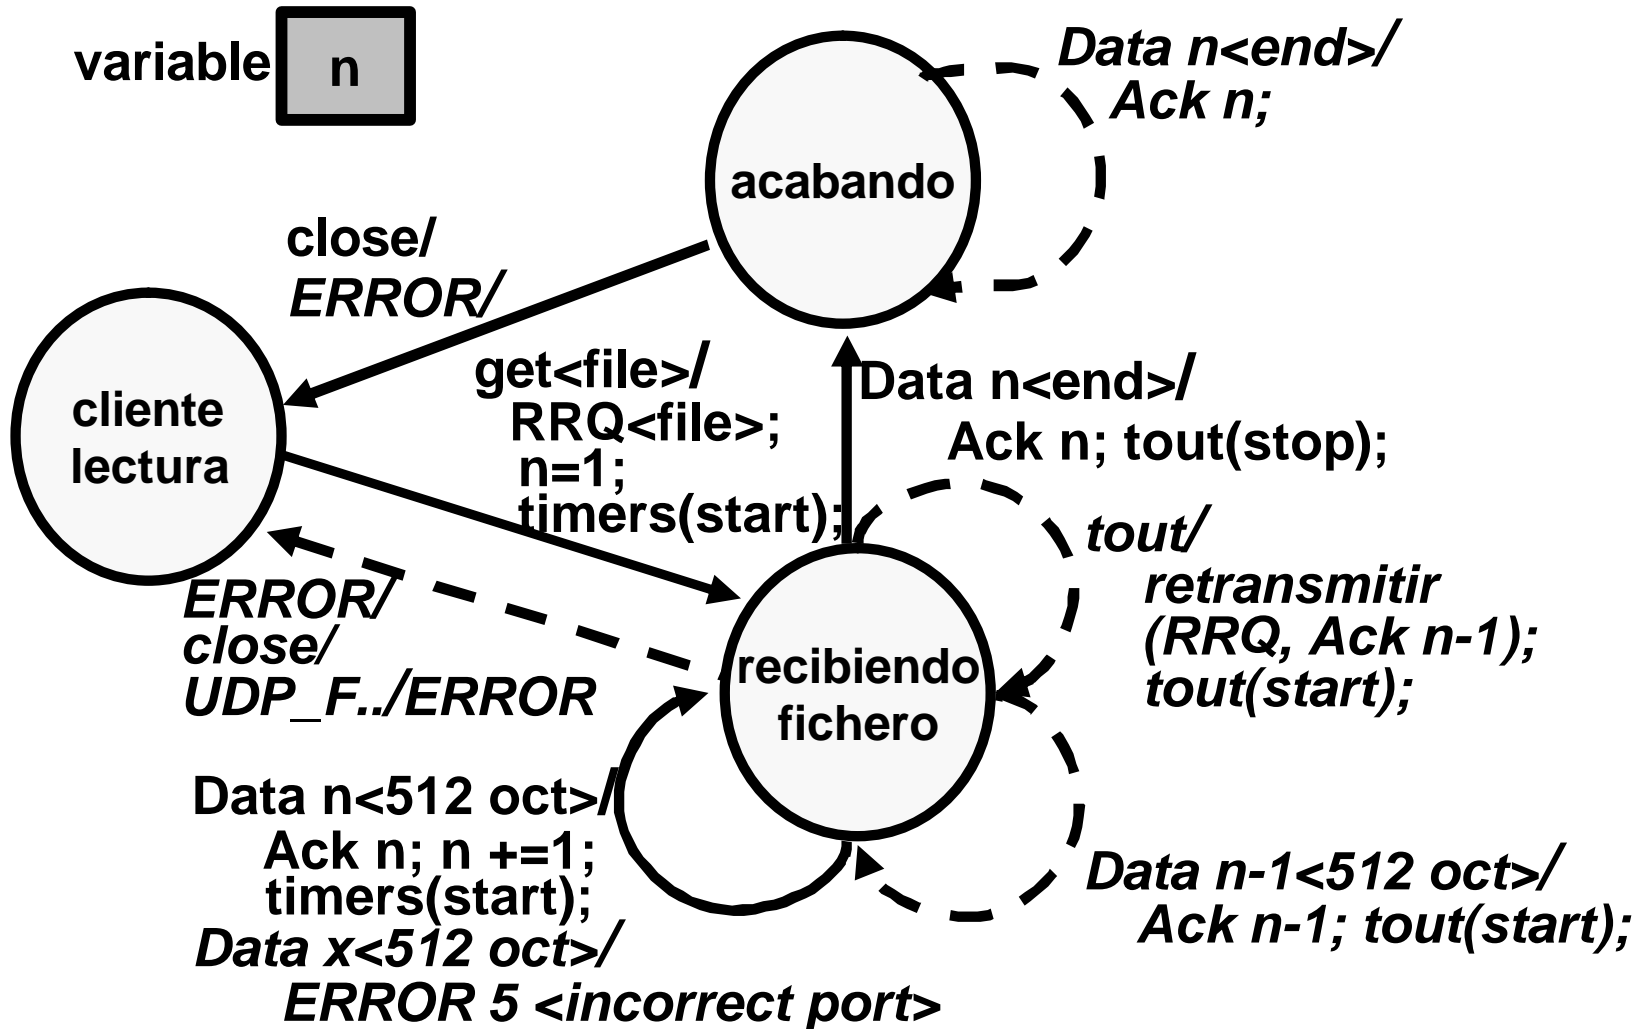 variable n
Data n<end>/
Ack n;
acabando
close/
ERROR/
get<file>/
RRQ<file>;
n=1;
timers(start);
Data n<end>/
Ack n; tout(stop);
cliente
lectura
tout/
retransmitir
(RRQ, Ack n-1);
tout(start);
ERROR/
close/
UDP_F../ERROR
recibiendo
fichero
Data n<512 oct>/
Ack n; n +=1;
timers(start);
Data x<512 oct>/
ERROR 5 <incorrect port>
Data n-1<512 oct>/
Ack n-1; tout(start);